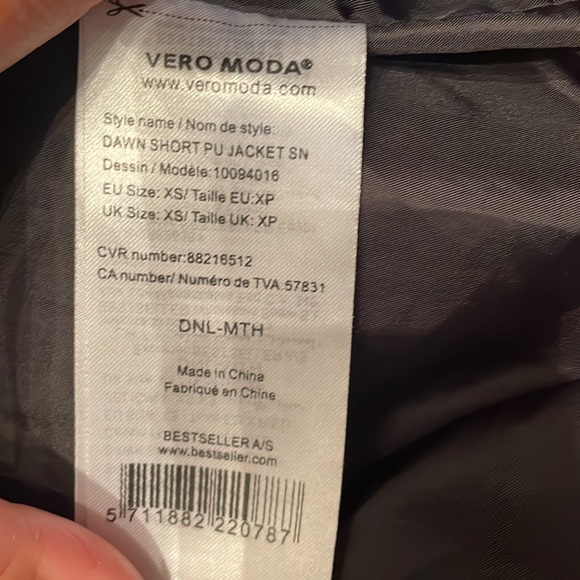 VERO MODA®
www.veromoda.com
Style name / Nom de style:
DAWN SHORT PU JACKET SN
Dessin / Modèle:10094016
EU Size: XS/ Taille EU:XP
UK Size: XS/ Taille UK: XP
CVR number:88216512
CA number/ Numéro de TVA:57831
DNL-MTH
Made in China
Fabriqué en Chine
BESTSELLER A/S
www.bestseller.com
5 711882 220787